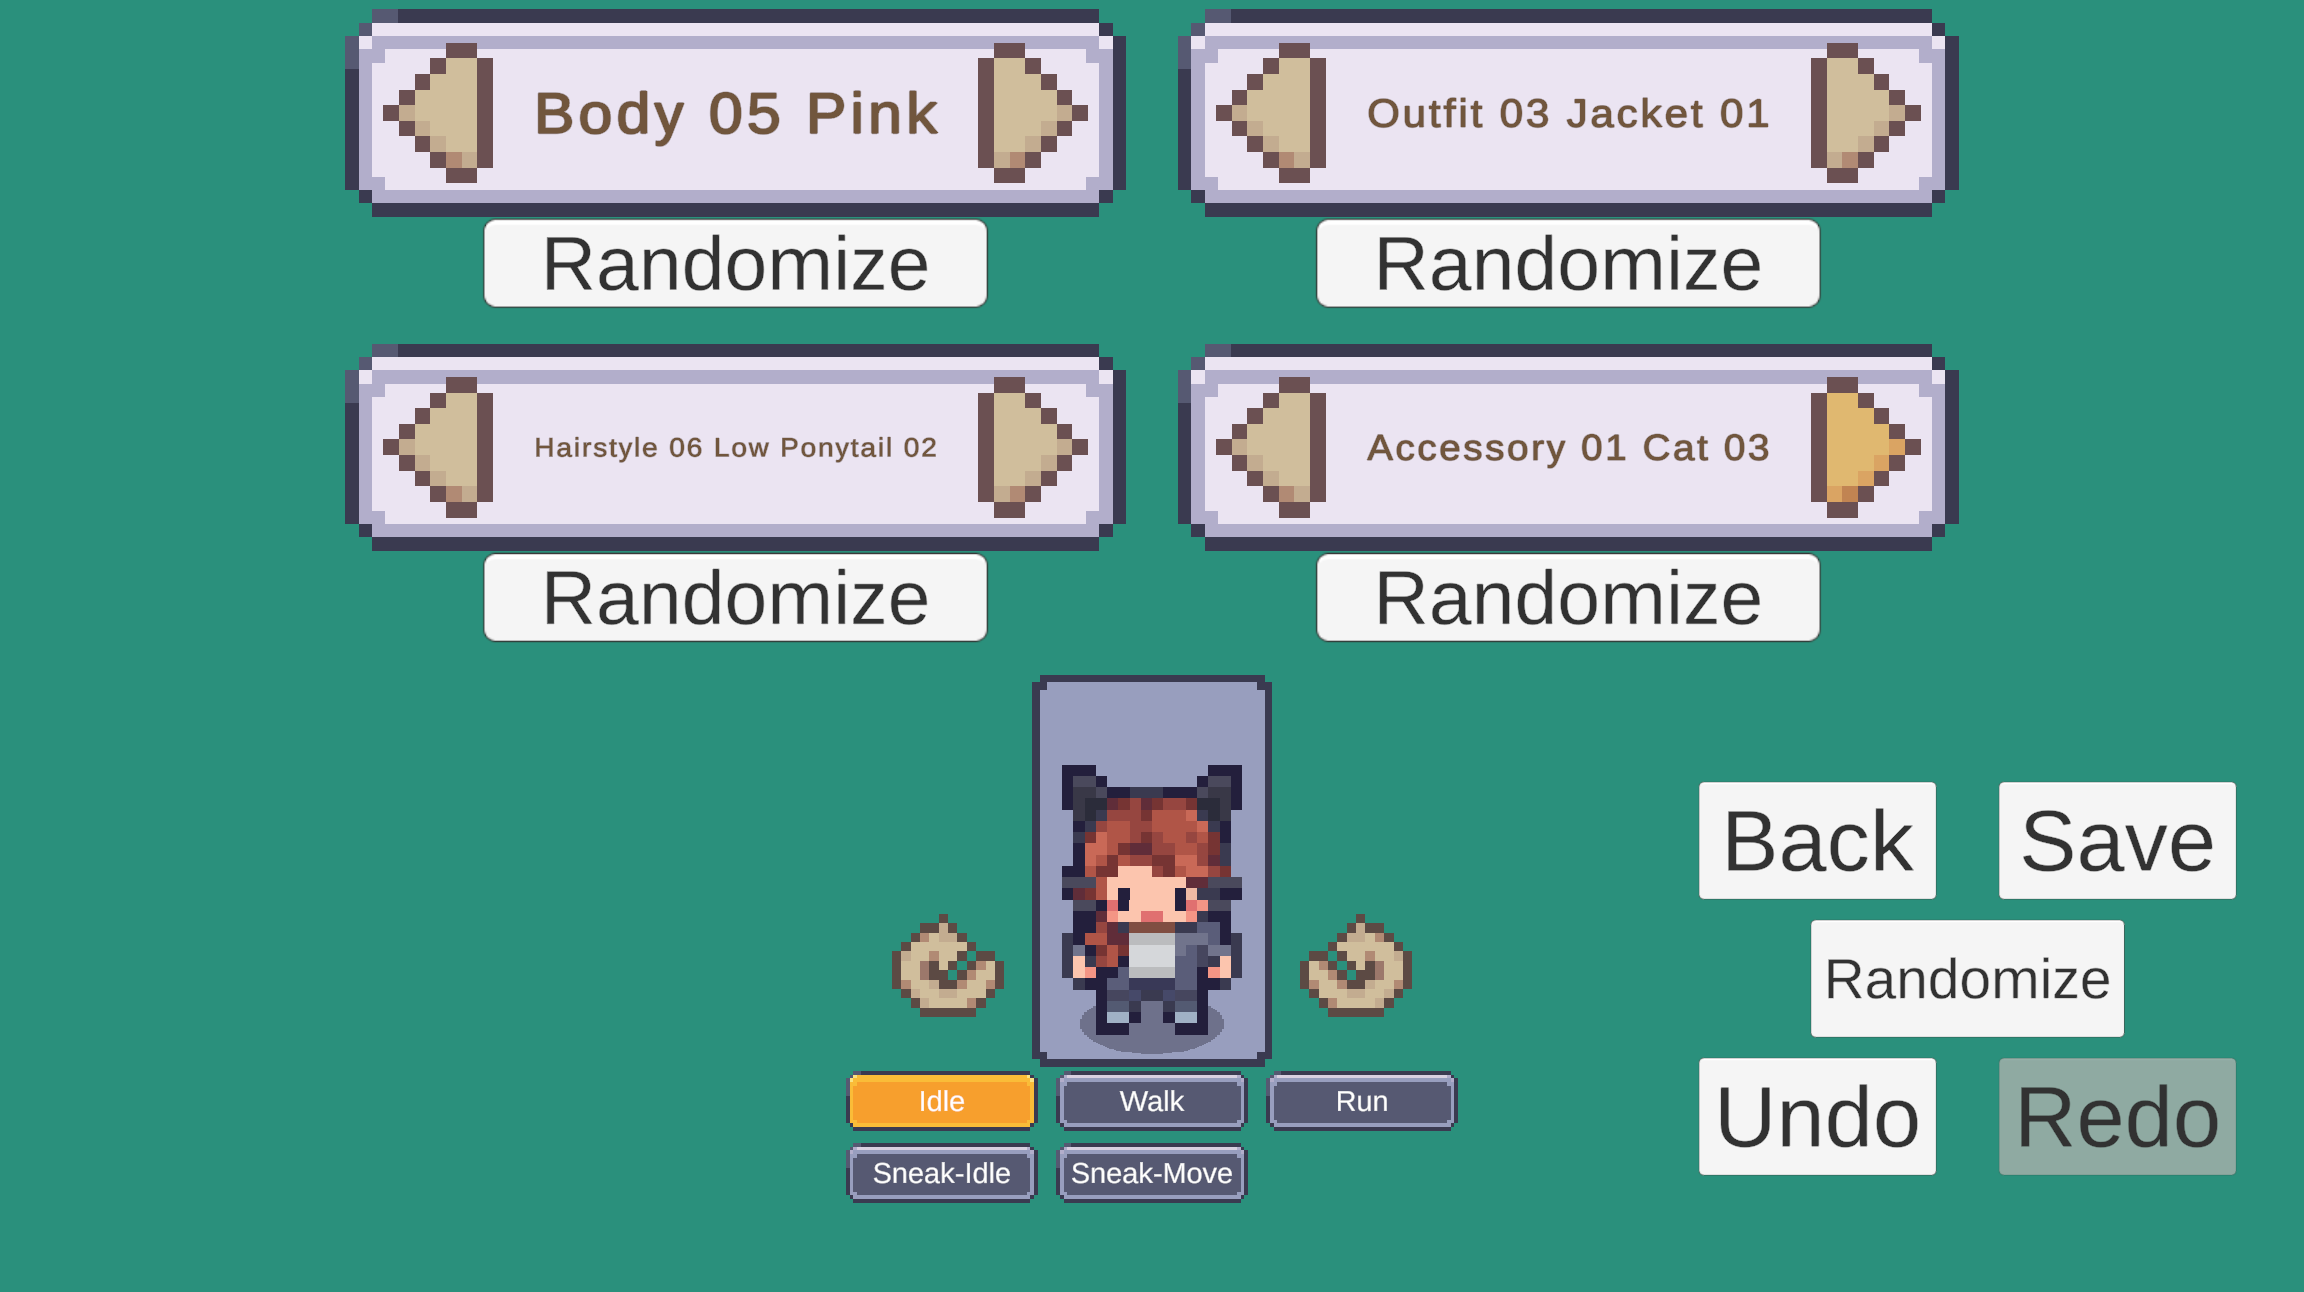 Body 05 Pink
Outfit 03 Jacket 01
Randomize
Randomize
Hairstyle 06 Low Ponytail 02
Accessory 01 Cat 03
Randomize
Randomize
Back
Save
Randomize
Undo
Redo
Idle
Walk
Run
Sneak-Idle
Sneak-Move